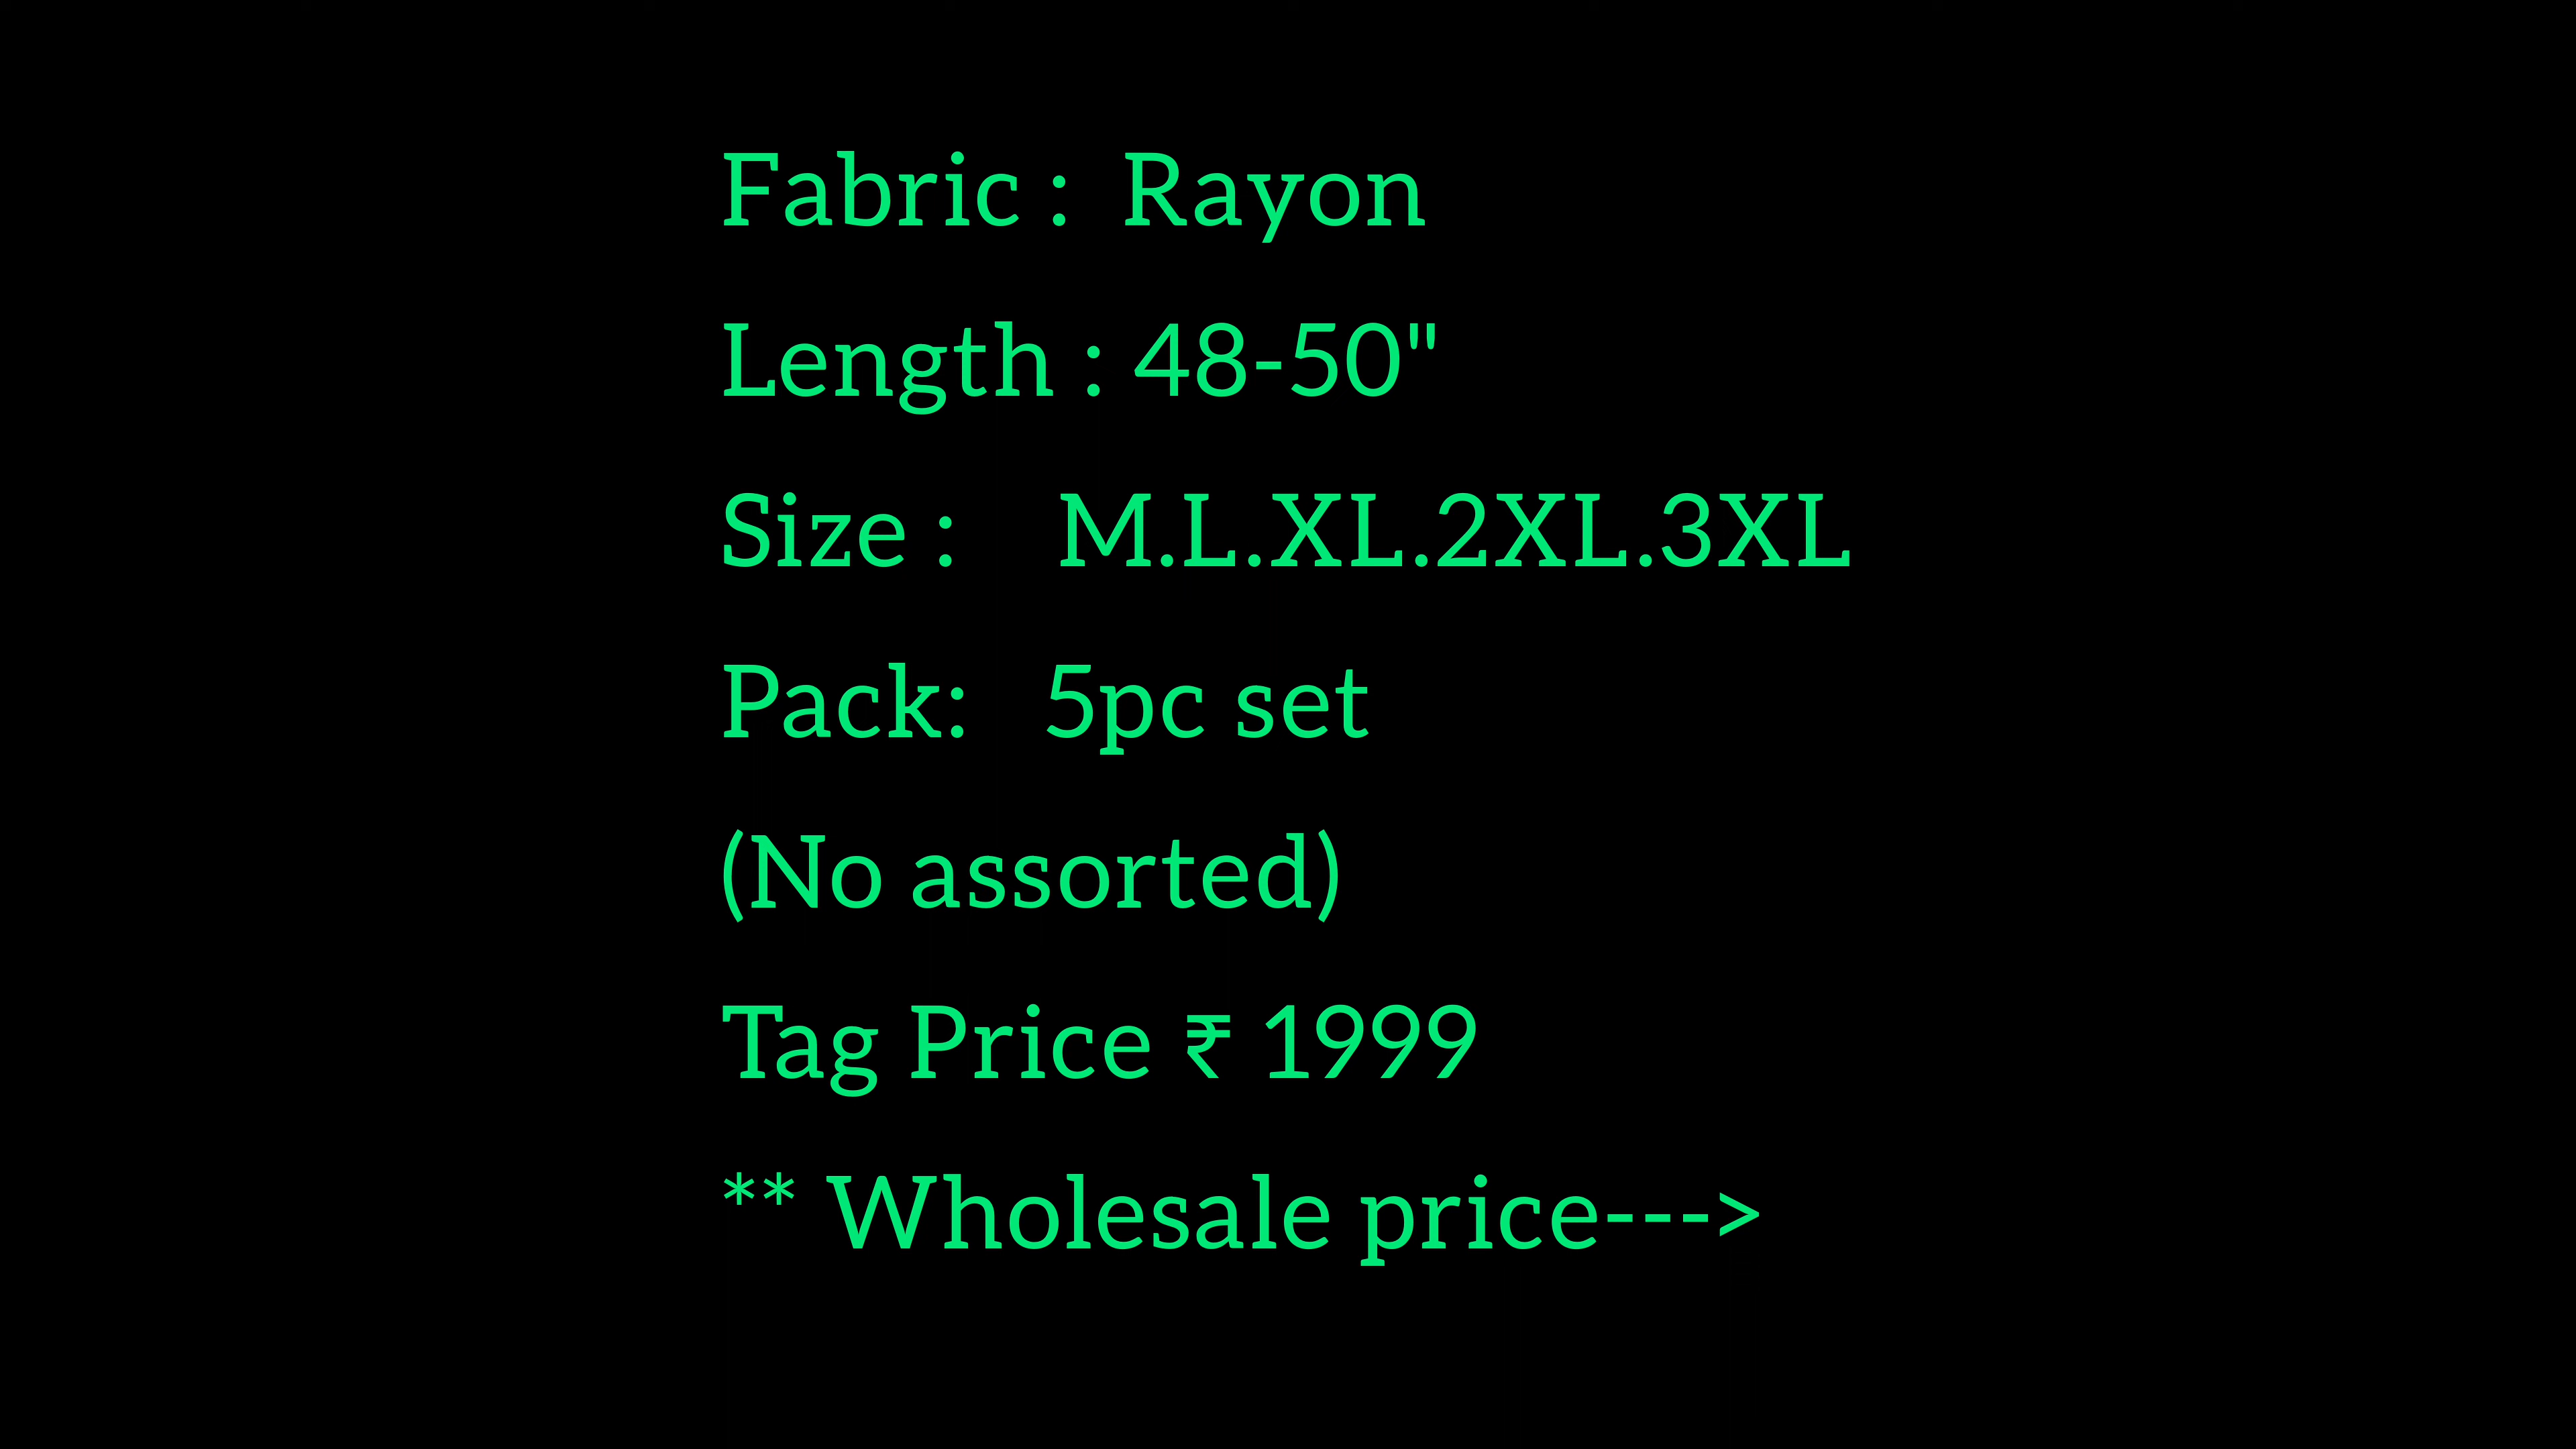 Fabric :  Rayon
Length : 48-50"
Size :    M.L.XL.2XL.3XL
Pack:   5pc set
(No assorted)
Tag Price ₹ 1999
** Wholesale price--->